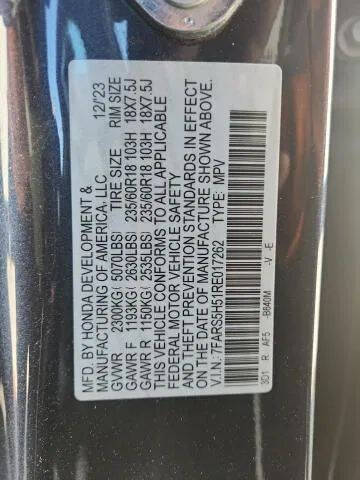 MFD. BY HONDA DEVELOPMENT & 12/'23
MANUFACTURING OF AMERICA, LLC
GVWR 2300KG( 5070LBS) TIRE SIZE RIM SIZE
GAWR F 1193KG( 2630LBS) 235/60R18 103H 18X7.5J
GAWR R 1150KG( 2535LBS) 235/60R18 103H 18X7.5J
THIS VEHICLE CONFORMS TO ALL APPLICABLE
FEDERAL MOTOR VEHICLE SAFETY
AND THEFT PREVENTION STANDARDS IN EFFECT
ON THE DATE OF MANUFACTURE SHOWN ABOVE.
V.I.N.: 7FARS5H51RE017262 TYPE: MPV
3D1 R AF5 -B640M -V -E